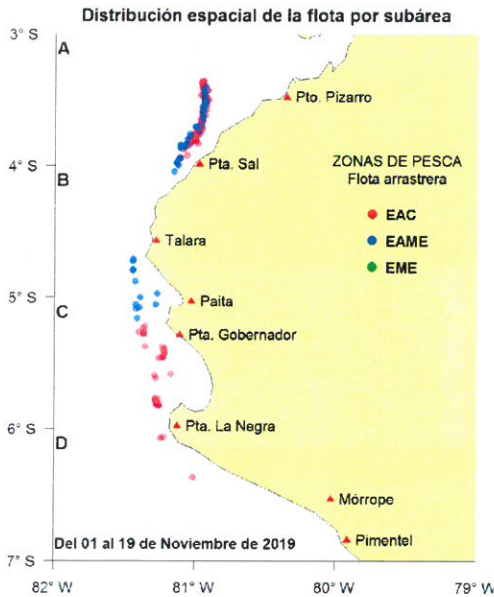 Distribución espacial de la flota por subárea
3° S
A
Pto. Pizarro
4° S
Pta. Sal
B
ZONAS DE PESCA
Flota arrastrera
EAC
Talara
EAME
EME
5° S
Paita
C
Pta. Gobernador
6° S
Pta. La Negra
D
Mórrope
Pimentel
Del 01 al 19 de Noviembre de 2019
7° S
82° W
81° W
80° W
79° W